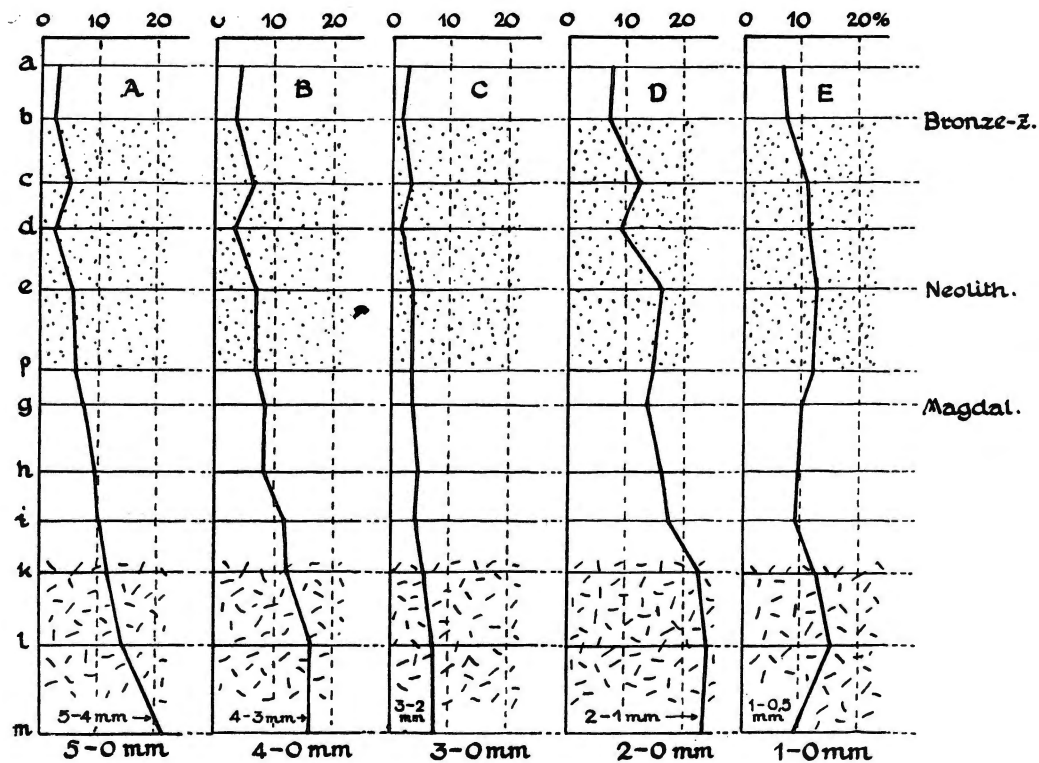 0 10 20 0 10 20 0 10 20 0 10 20 0 10 20%
a
A B C D E
b Bronze-Z.
c
d
e Neolith.
f
g Magdal.
h
i
k
l
m 5-4 mm 4-3 mm 3-2 mm 2-1 mm 1-0,5 mm
5-0 mm 4-0 mm 3-0 mm 2-0 mm 1-0 mm